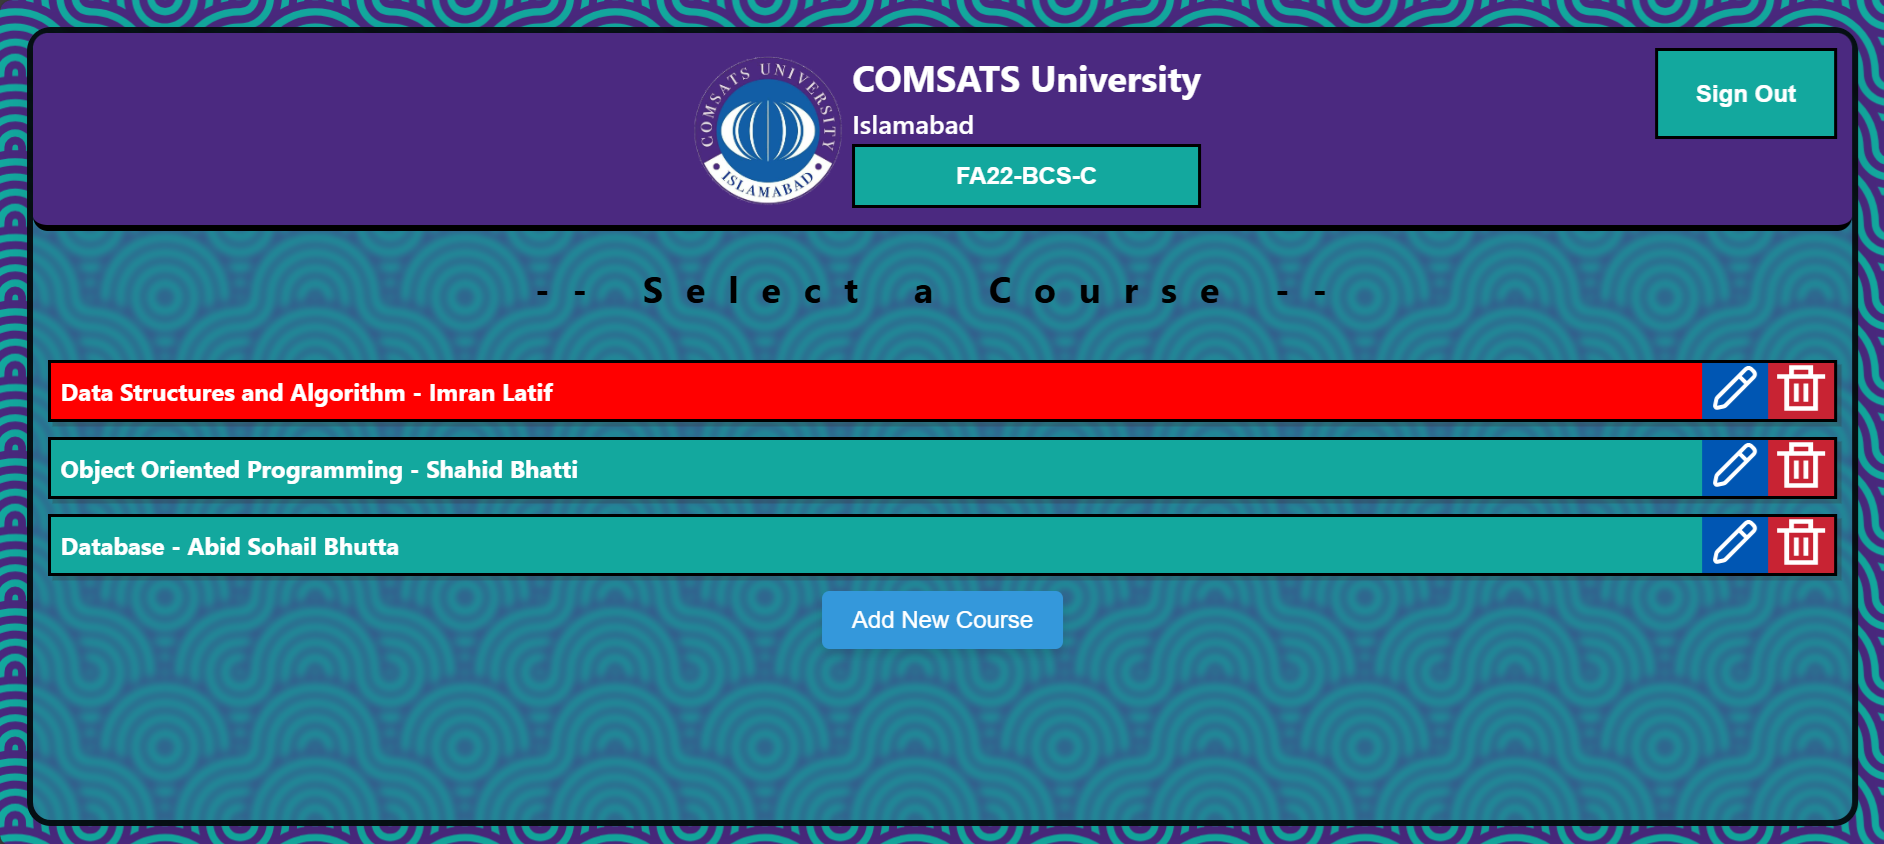 COMSATS UNIVERSITY
ISLAMABAD
COMSATS University
Islamabad
FA22-BCS-C
Sign Out
-- Select a Course --
Data Structures and Algorithm - Imran Latif
Object Oriented Programming - Shahid Bhatti
Database - Abid Sohail Bhutta
Add New Course